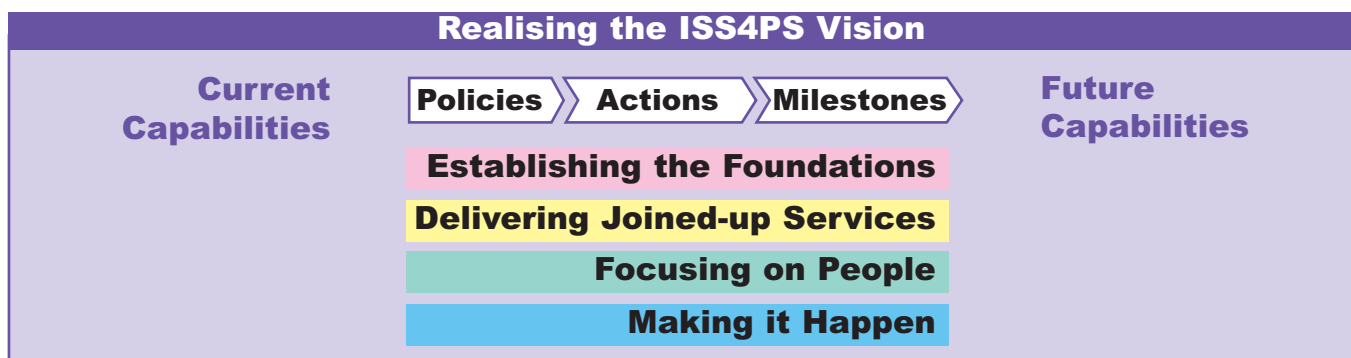 Realising the ISS4PS Vision
Current
Capabilities
Policies
Actions
Milestones
Future
Capabilities
Establishing the Foundations
Delivering Joined-up Services
Focusing on People
Making it Happen